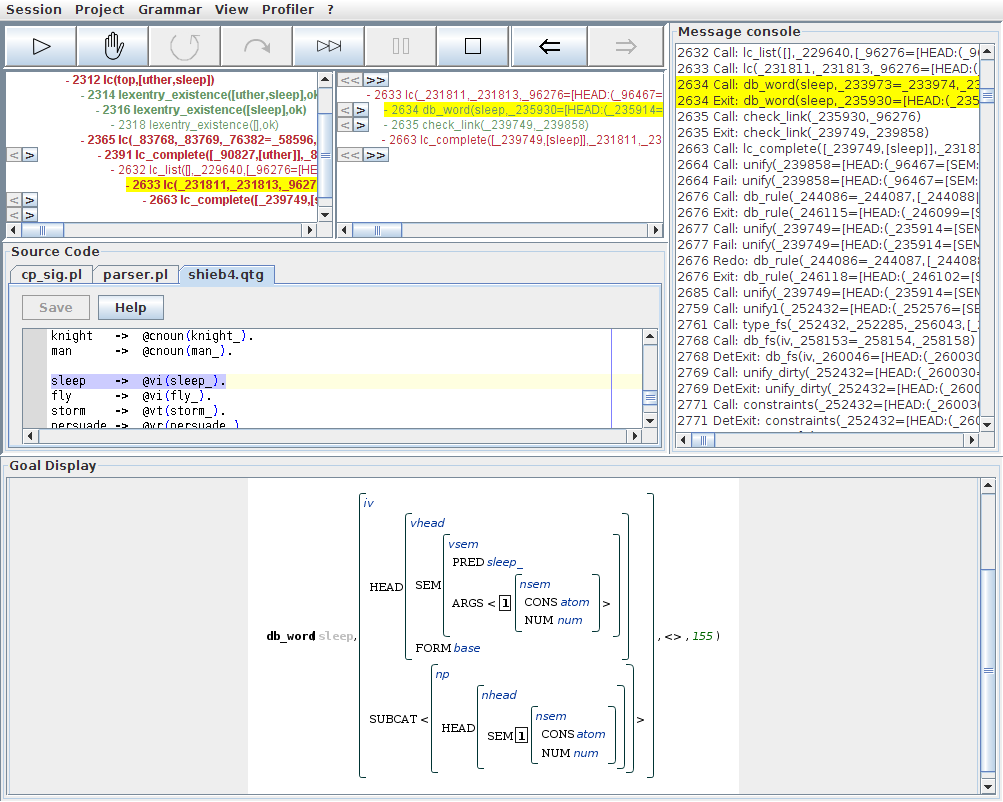 Session Project Grammar View Profiler ?
- 2312 lc(top,[uther,sleep])
- 2314 lexentry_existence([uther,sleep],ok
- 2316 lexentry_existence([sleep],ok)
- 2318 lexentry_existence([],ok)
- 2365 lc(_83768,_83769,_76382=_58596,
< > - 2391 lc_complete([_90827,[uther]],_8
- 2632 lc_list([],_229640,[_96276=[HE
- 2633 lc(_231811,_231813,_9627
< > - 2663 lc_complete([_239749,[s
< >
<< >>
- 2633 lc(_231811,_231813,_96276=[HEAD:(_96467=
< > - 2634 db_word(sleep,_235930=[HEAD:(_235914=
< > - 2635 check_link(_239749,_239858)
- 2663 lc_complete([_239749,[sleep]],_231811,_23
<< >>
Message console
2632 Call: lc_list([],_229640,[_96276=[HEAD:(_9
2633 Call: lc(_231811,_231813,_96276=[HEAD:(
2634 Call: db_word(sleep,_233973=_233974,_23
2634 Exit: db_word(sleep,_235930=[HEAD:(_235
2635 Call: check_link(_235930,_96276)
2635 Exit: check_link(_239749,_239858)
2663 Call: lc_complete([_239749,[sleep]],_2318
2664 Call: unify(_239858=[HEAD:(_96467=[SEM:
2664 Fail: unify(_239858=[HEAD:(_96467=[SEM:
2676 Call: db_rule(_244086=_244087,[_244088
2676 Exit: db_rule(_246115=[HEAD:(_246099=[S
2677 Call: unify(_239749=[HEAD:(_235914=[SEN
2677 Fail: unify(_239749=[HEAD:(_235914=[SEN
2676 Redo: db_rule(_244086=_244087,[_24408
2676 Exit: db_rule(_246118=[HEAD:(_246102=[S
2685 Call: unify(_239749=[HEAD:(_235914=[SEN
2759 Call: unify1(_252432=[HEAD:(_252576=[SE
2761 Call: type_fs(_252432,_252285,_256043,[_
2768 Call: db_fs(iv,_258153=_258154,_258158)
2768 DetExit: db_fs(iv,_260046=[HEAD:(_26003
2769 Call: unify_dirty(_252432=[HEAD:(_260030
2769 DetExit: unify_dirty(_252432=[HEAD:(_260
2771 Call: constraints(_252432=[HEAD:(_26003
2771 DetExit: constraints(_252432=[HEAD:(_26
Source Code
cp_sig.pl parser.pl shieb4.qtg
Save Help
knight -> @cnoun(knight_).
man -> @cnoun(man_).
sleep -> @vi(sleep_).
fly -> @vi(fly_).
storm -> @vt(storm_).
persuade -> @vr(persuade_)
Goal Display
iv
vhead
vsem
PRED sleep_
nsem
HEAD SEM ARGS < 1 CONS atom >
NUM num
db_word( sleep, , <> , 155 )
FORM base
np
nhead
nsem
SUBCAT < HEAD SEM 1 CONS atom >
NUM num